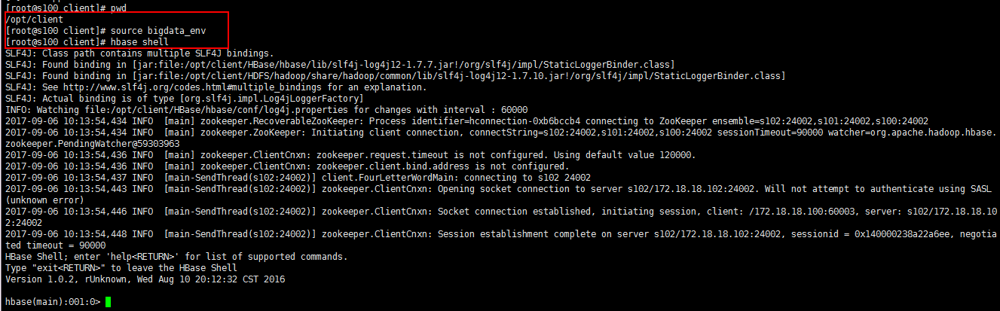 [root@s100 client]# pwd
/opt/client
[root@s100 client]# source bigdata_env
[root@s100 client]# hbase shell
SLF4J: Class path contains multiple SLF4J bindings.
SLF4J: Found binding in [jar:file:/opt/client/HBase/hbase/lib/slf4j-log4j12-1.7.7.jar!/org/slf4j/impl/StaticLoggerBinder.class]
SLF4J: Found binding in [jar:file:/opt/client/HDFS/hadoop/share/hadoop/common/lib/slf4j-log4j12-1.7.10.jar!/org/slf4j/impl/StaticLoggerBinder.class]
SLF4J: See http://www.slf4j.org/codes.html#multiple_bindings for an explanation.
SLF4J: Actual binding is of type [org.slf4j.impl.Log4jLoggerFactory]
INFO: Watching file:/opt/client/HBase/hbase/conf/log4j.properties for changes with interval : 60000
2017-09-06 10:13:54,434 INFO  [main] zookeeper.RecoverableZooKeeper: Process identifier=hconnection-0xb6bccb4 connecting to ZooKeeper ensemble=s102:24002,s101:24002,s100:24002
2017-09-06 10:13:54,434 INFO  [main] zookeeper.ZooKeeper: Initiating client connection, connectString=s102:24002,s101:24002,s100:24002 sessionTimeout=90000 watcher=org.apache.hadoop.hbase.
zookeeper.PendingWatcher@59303963
2017-09-06 10:13:54,436 INFO  [main] zookeeper.ClientCnxn: zookeeper.request.timeout is not configured. Using default value 120000.
2017-09-06 10:13:54,436 INFO  [main] zookeeper.ClientCnxn: zookeeper.client.bind.address is not configured.
2017-09-06 10:13:54,437 INFO  [main-SendThread(s102:24002)] client.FourLetterWordMain: connecting to s102 24002
2017-09-06 10:13:54,443 INFO  [main-SendThread(s102:24002)] zookeeper.ClientCnxn: Opening socket connection to server s102/172.18.18.102:24002. Will not attempt to authenticate using SASL
(unknown error)
2017-09-06 10:13:54,446 INFO  [main-SendThread(s102:24002)] zookeeper.ClientCnxn: Socket connection established, initiating session, client: /172.18.18.100:60003, server: s102/172.18.18.10
2:24002
2017-09-06 10:13:54,448 INFO  [main-SendThread(s102:24002)] zookeeper.ClientCnxn: Session establishment complete on server s102/172.18.18.102:24002, sessionid = 0x140000238a22a6ee, negotia
ted timeout = 90000
HBase Shell; enter 'help<RETURN>' for list of supported commands.
Type "exit<RETURN>" to leave the HBase Shell
Version 1.0.2, rUnknown, Wed Aug 10 20:12:32 CST 2016
hbase(main):001:0>